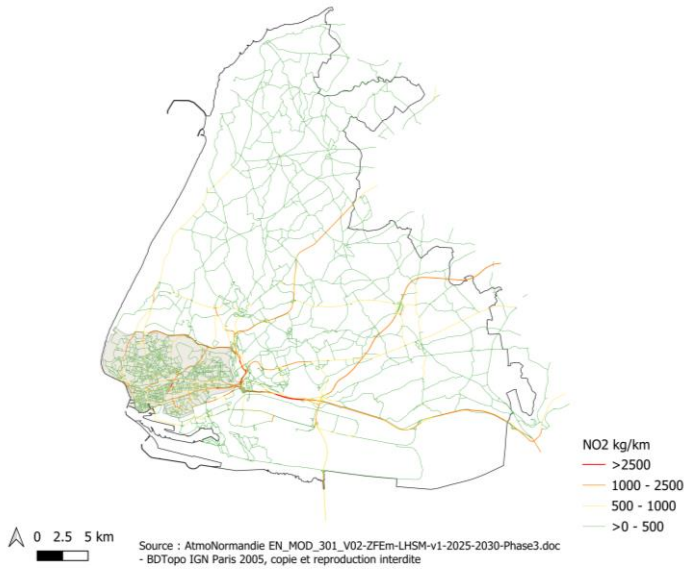 NO2 kg/km
>2500
1000 - 2500
500 - 1000
>0 - 500
0 2.5 5 km
Source : AtmoNormandie EN_MOD_301_V02-ZFEm-LHSM-v1-2025-2030-Phase3.doc
- BDTopo IGN Paris 2005, copie et reproduction interdite